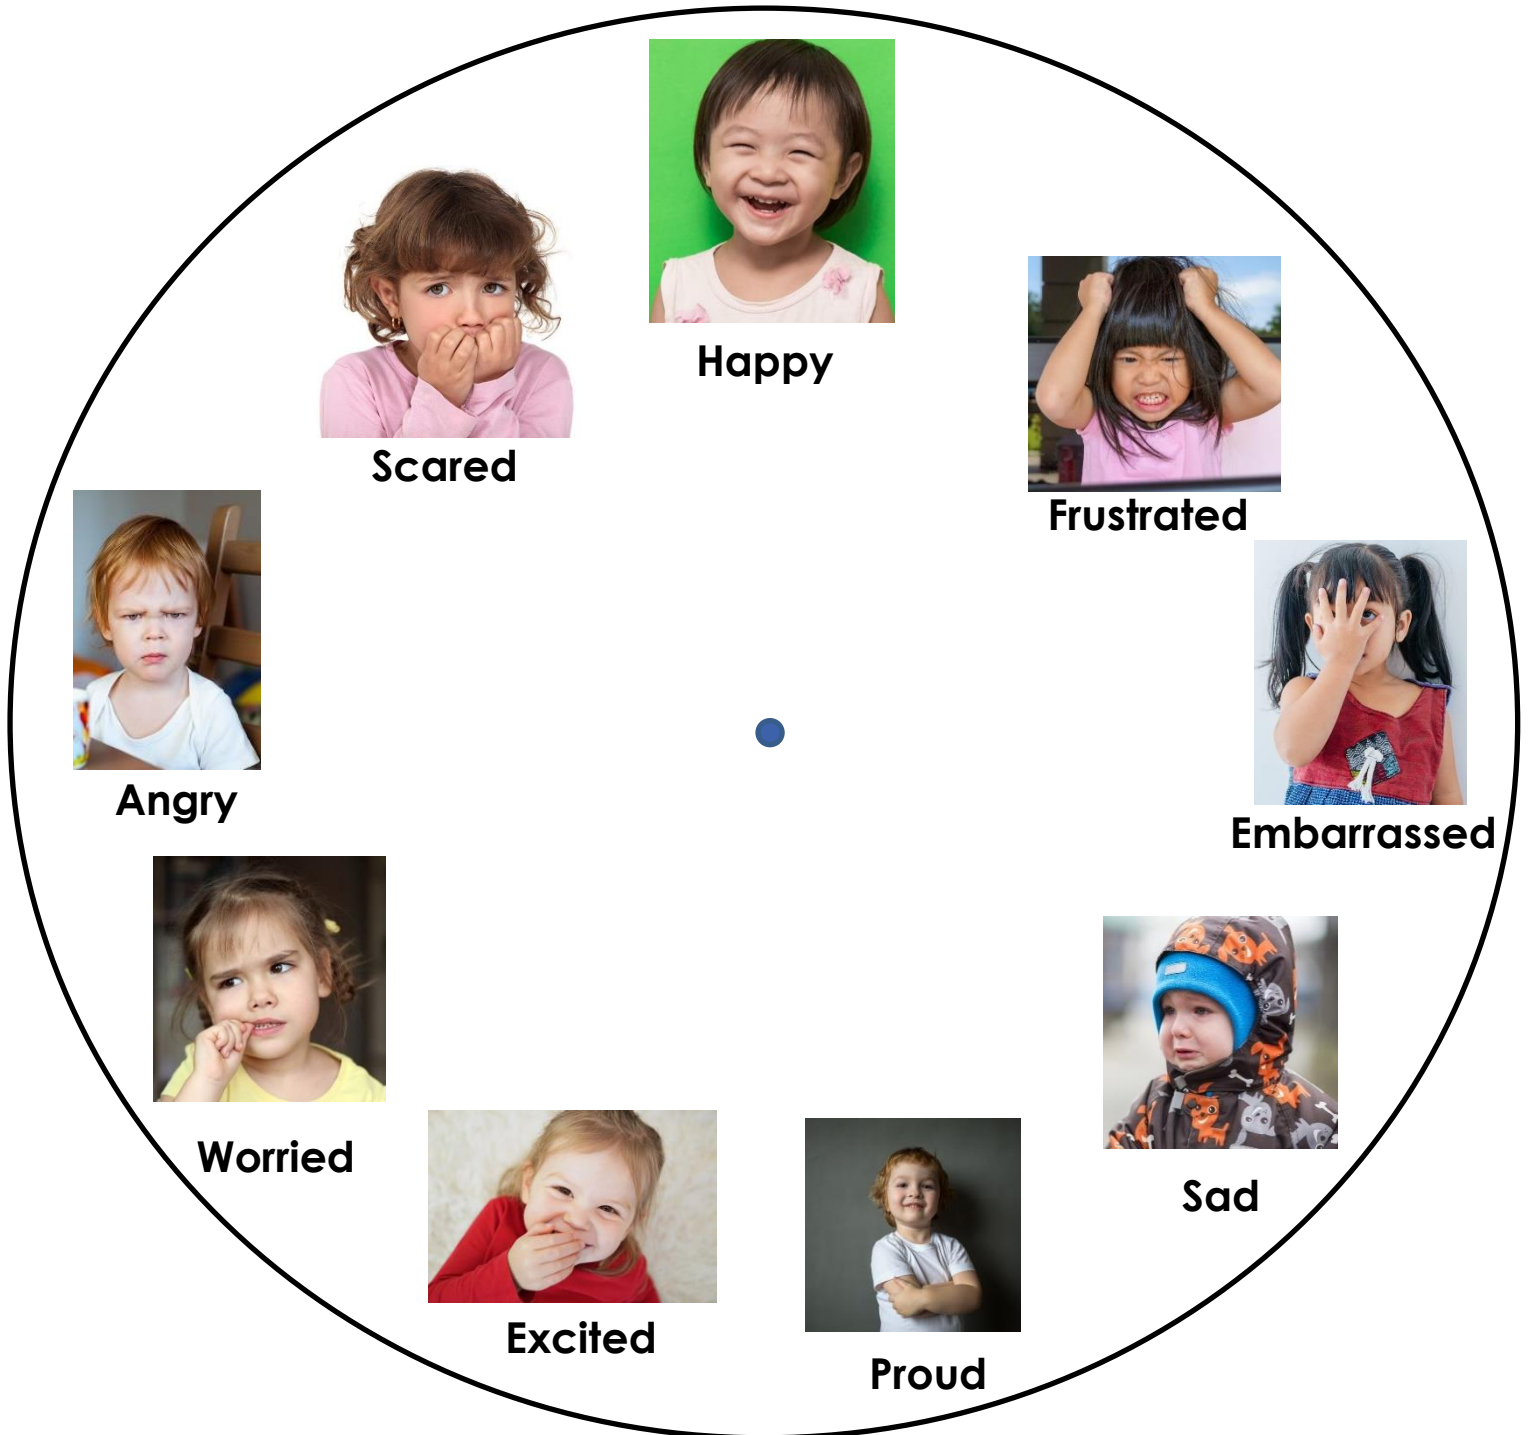 Happy
Scared
Frustrated
Angry
Embarrassed
Worried
Sad
Excited
Proud